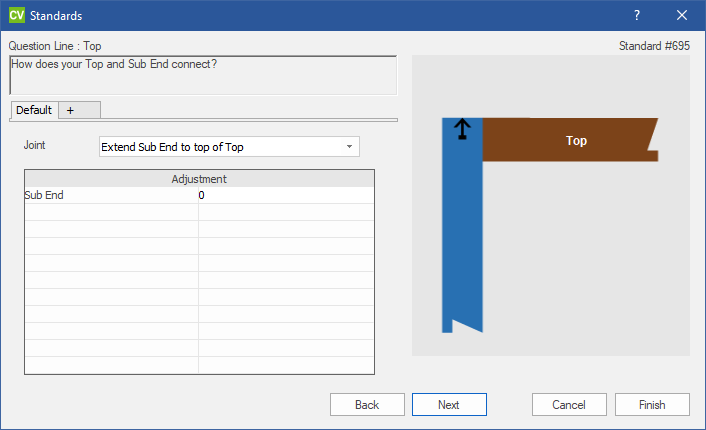 CV Standards ?
Question Line : Top Standard #695
How does your Top and Sub End connect?
Default +
Joint Extend Sub End to top of Top
Adjustment
Sub End 0
Top
Back Next Cancel Finish